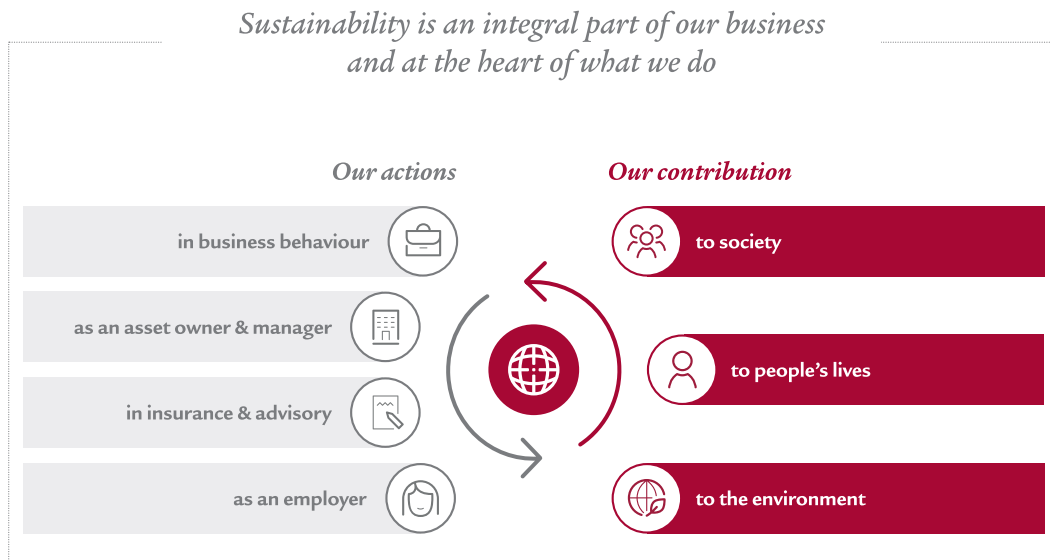 Sustainability is an integral part of our business
and at the heart of what we do
Our actions
in business behaviour
as an asset owner & manager
in insurance & advisory
as an employer
Our contribution
to society
to people’s lives
to the environment